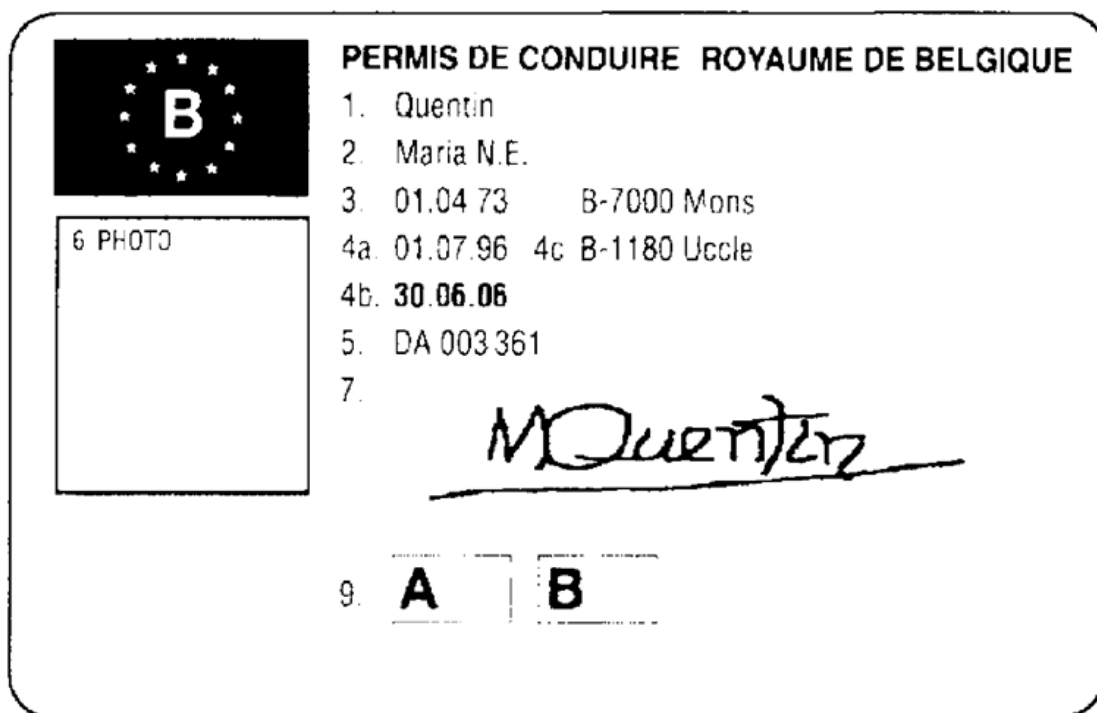 B
PERMIS DE CONDUIRE ROYAUME DE BELGIQUE
1. Quentin
2. Maria N.E.
3. 01.04 73 B-7000 Mons
4a. 01.07.96 4c B-1180 Uccle
4b. 30.06.06
5. DA 003 361
7.
MQuentin
6 PHOTO
9. A B